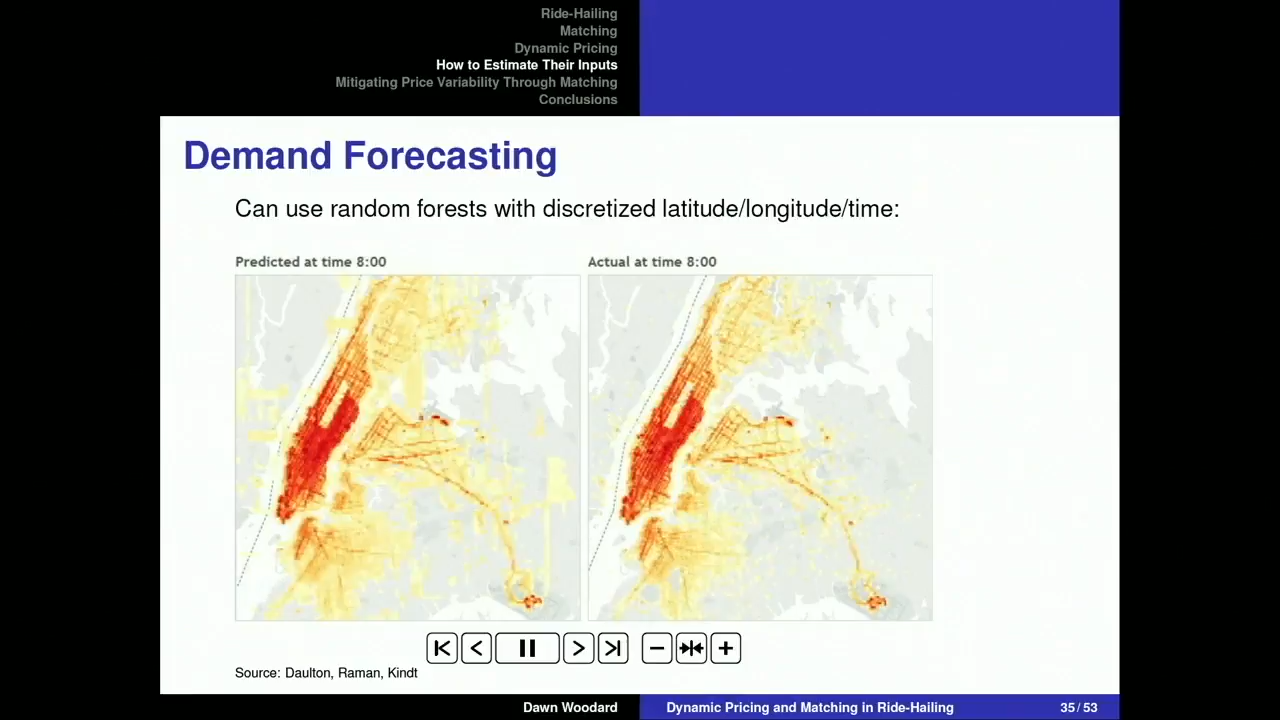 Ride-Hailing
Matching
Dynamic Pricing
How to Estimate Their Inputs
Mitigating Price Variability Through Matching
Conclusions
Demand Forecasting
Can use random forests with discretized latitude/longitude/time:
Predicted at time 8:00
Actual at time 8:00
Source: Daulton, Raman, Kindt
Dawn Woodard
Dynamic Pricing and Matching in Ride-Hailing
35 / 53